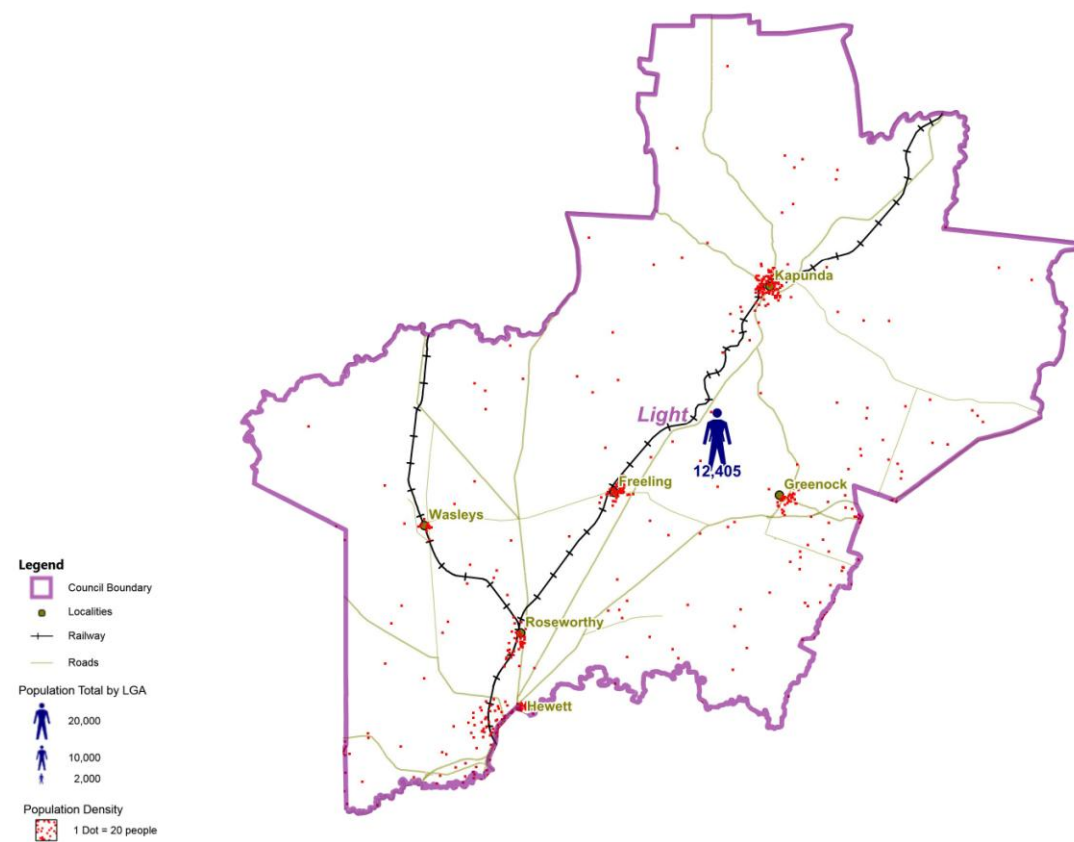 Kapunda
Light
12,405
Freeling
Greenock
Wasleys
Roseworthy
Hewett
Legend
Council Boundary
Localities
Railway
Roads
Population Total by LGA
20,000
10,000
2,000
Population Density
1 Dot = 20 people